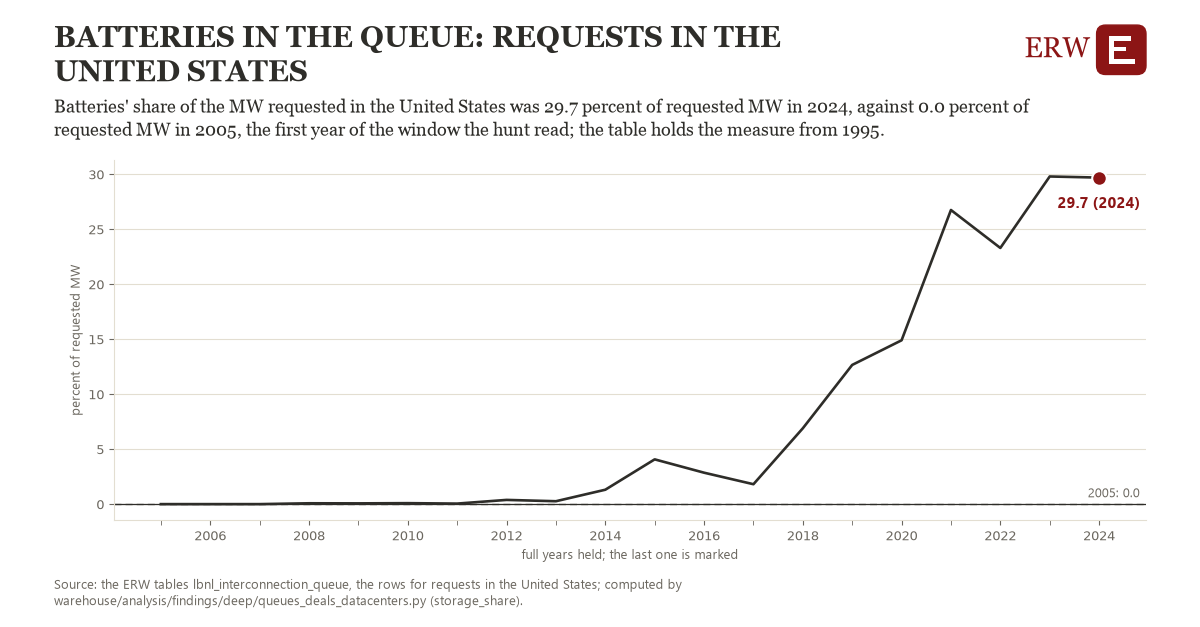 BATTERIES IN THE QUEUE: REQUESTS IN THE
UNITED STATES
ERW E
Batteries' share of the MW requested in the United States was 29.7 percent of requested MW in 2024, against 0.0 percent of
requested MW in 2005, the first year of the window the hunt read; the table holds the measure from 1995.
percent of requested MW
30
25
20
15
10
5
0
29.7 (2024)
2005: 0.0
2006 2008 2010 2012 2014 2016 2018 2020 2022 2024
full years held; the last one is marked
Source: the ERW tables lbnl_interconnection_queue, the rows for requests in the United States; computed by
warehouse/analysis/findings/deep/queues_deals_datacenters.py (storage_share).